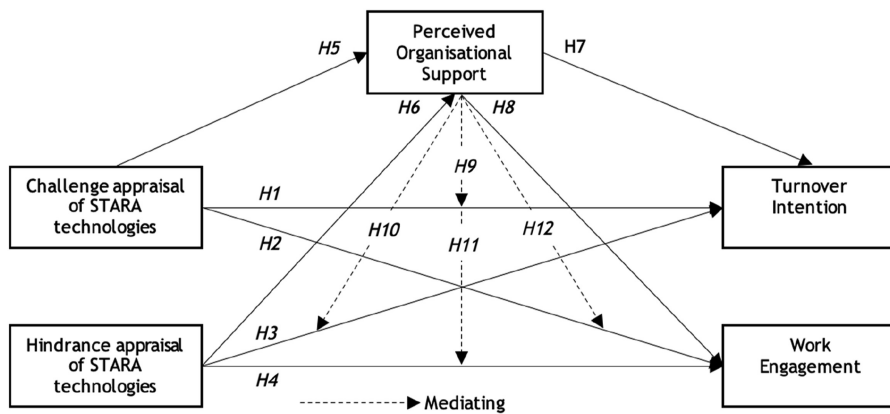 Perceived
Organisational
Support
H5
H7
H6
H8
Challenge appraisal
of STARA
technologies
H1
H9
Turnover
Intention
H2
H10
H11
H12
Hindrance appraisal
of STARA
technologies
H3
H4
Work
Engagement
Mediating